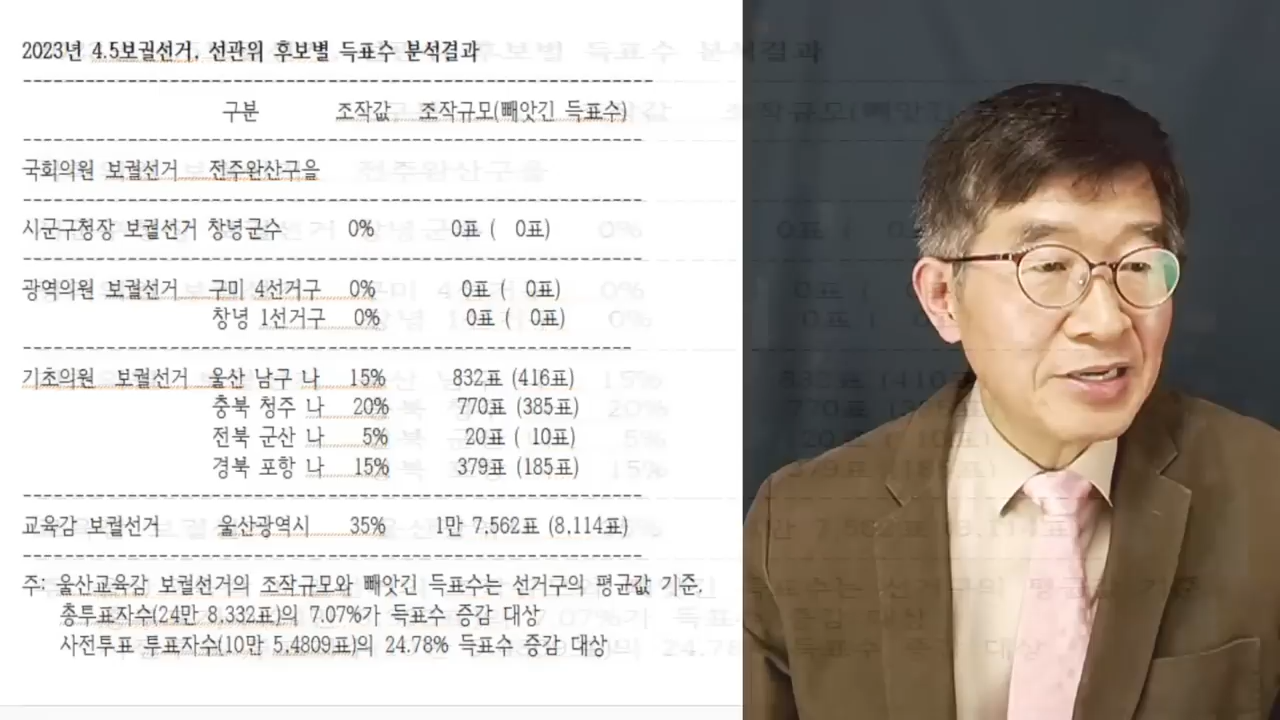 2023년 4.5보궐선거, 선관위 후보별 득표수 분석결과
구분 조작값 조작규모(빼앗긴 득표수)
국회의원 보궐선거 전주완산구을
시군구청장 보궐선거 창녕군수 0% 0표 ( 0표)
광역의원 보궐선거 구미 4선거구 0% 0표 ( 0표)
창녕 1선거구 0% 0표 ( 0표)
기초의원 보궐선거 울산 남구 나 15% 832표 (416표)
충북 청주 나 20% 770표 (385표)
전북 군산 나 5% 20표 ( 10표)
경북 포항 나 15% 379표 (185표)
교육감 보궐선거 울산광역시 35% 1만 7,562표 (8,114표)
주: 울산교육감 보궐선거의 조작규모와 빼앗긴 득표수는 선거구의 평균값 기준.
총투표자수(24만 8,332표)의 7.07%가 득표수 증감 대상
사전투표 투표자수(10만 5,4809표)의 24.78% 득표수 증감 대상